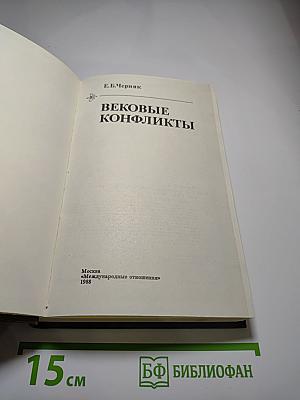 Е.Б.Черняк
ВЕКОВЫЕ
КОНФЛИКТЫ
Москва
«Международные отношения»
1988
15 см
БФ БИБЛИОФАН